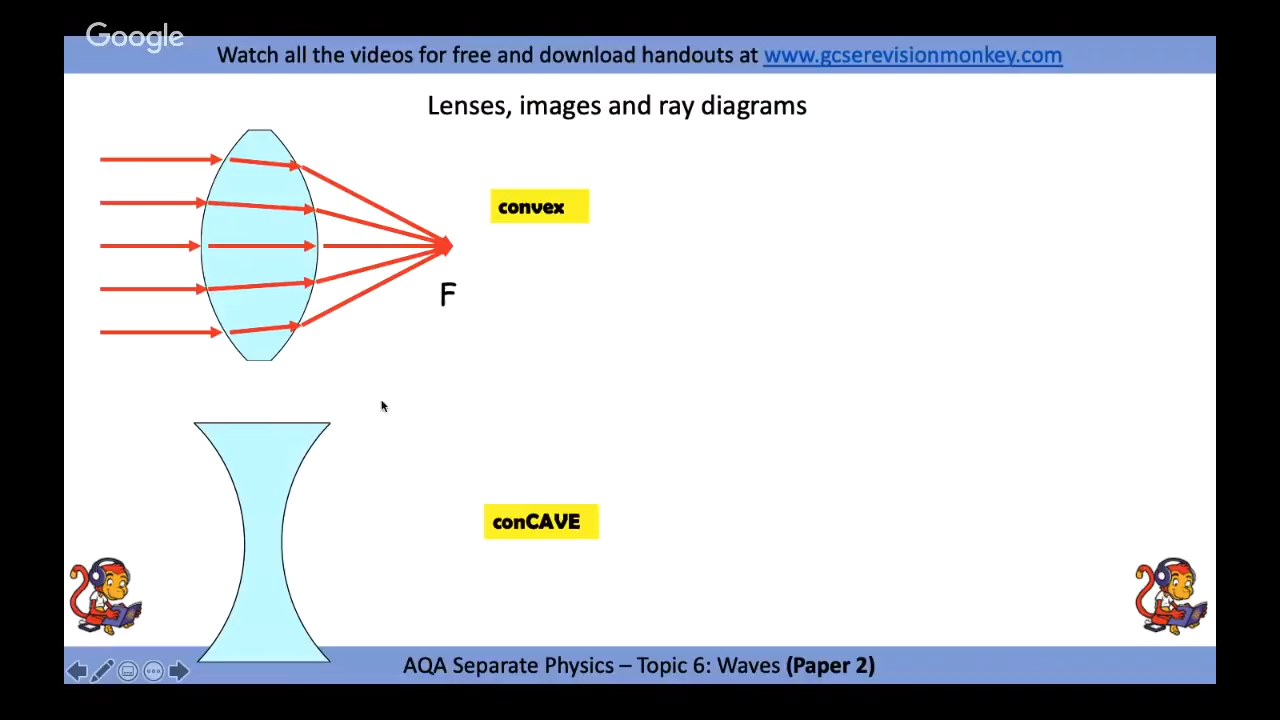 Google
Watch all the videos for free and download handouts at www.gcserevisionmonkey.com
Lenses, images and ray diagrams
convex
F
conCAVE
AQA Separate Physics – Topic 6: Waves (Paper 2)